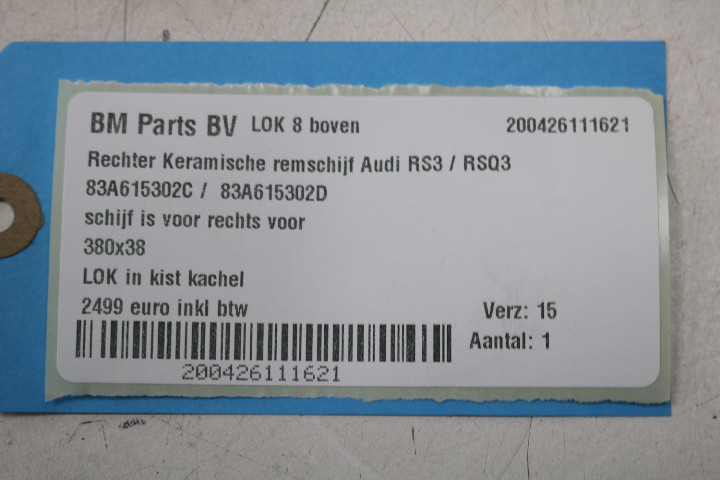 BM Parts BV LOK 8 boven 200426111621
Rechter Keramische remschijf Audi RS3 / RSQ3
83A615302C / 83A615302D
schijf is voor rechts voor
380x38
LOK in kist kachel
2499 euro inkl btw Verz: 15
Aantal: 1
200426111621